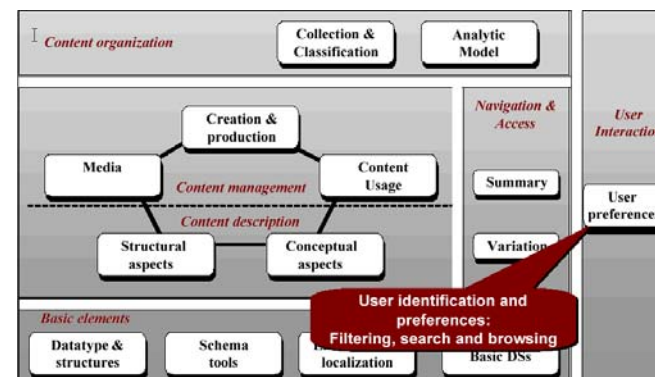 Content organization
Collection &
Classification
Analytic
Model
Creation &
production
Media
Content
Usage
Content management
Content description
Structural
aspects
Conceptual
aspects
Navigation &
Access
Summary
Variation
User
Interactio
User
preference
User identification and
preferences:
Filtering, search and browsing
Basic elements
Datatype &
structures
Schema
tools
localization
Basic DSs